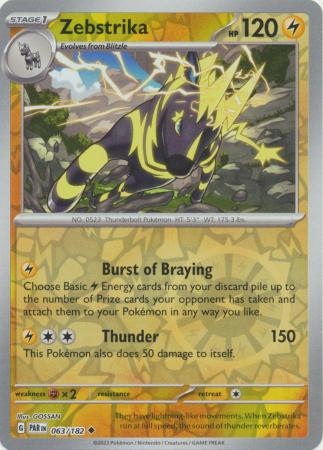 STAGE 1
Zebstrika
HP 120
Evolves from Blitzle
NO. 0523 Thunderbolt Pokémon HT: 5'3" WT: 175.3 lbs.
Burst of Braying
Choose Basic Energy cards from your discard pile up to
the number of Prize cards your opponent has taken and
attach them to your Pokémon in any way you like.
Thunder 150
This Pokémon also does 50 damage to itself.
weakness ×2 resistance retreat
Illus. GOSSAN
G PAR EN 063/182
They have lightning-like movements. When Zebstrika
run at full speed, the sound of thunder reverberates.
©2023 Pokémon / Nintendo / Creatures / GAME FREAK